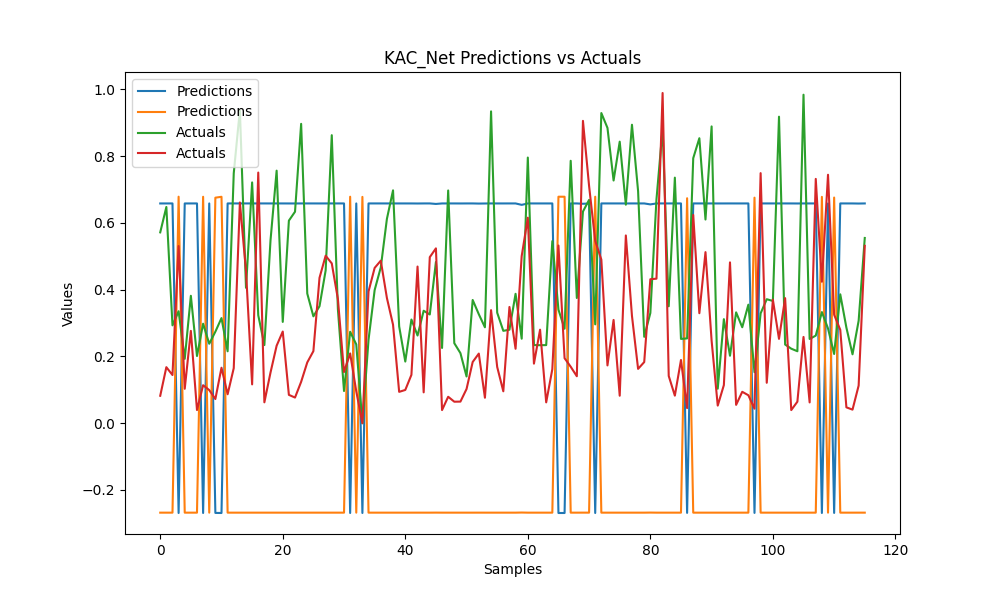 KAC_Net Predictions vs Actuals
Predictions
Predictions
Actuals
Actuals
1.0
0.8
0.6
0.4
0.2
0.0
−0.2
Values
0 20 40 60 80 100 120
Samples